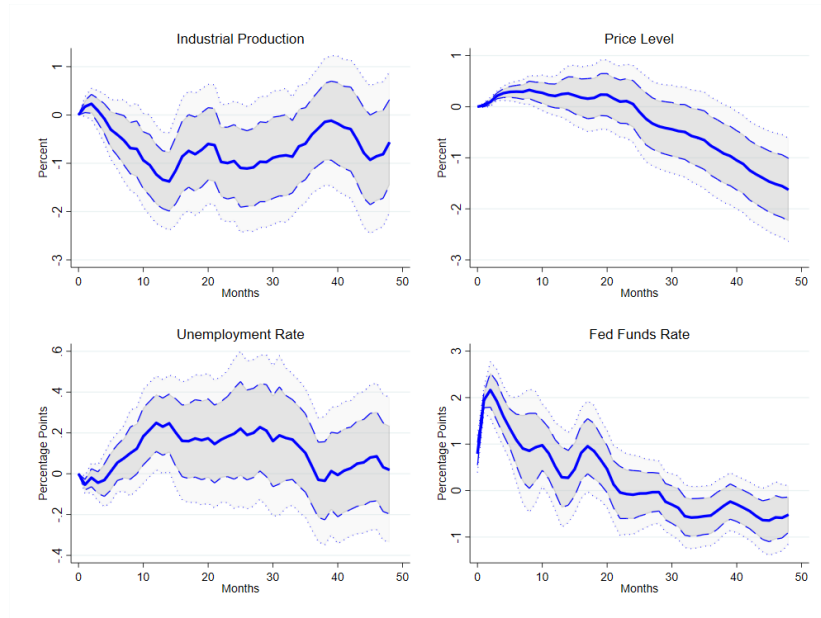 Industrial Production
Price Level
Percent
1
0
-1
-2
-3
0 10 20 30 40 50
Months
Percent
1
0
-1
-2
-3
0 10 20 30 40 50
Months
Unemployment Rate
Fed Funds Rate
Percentage Points
.6
.4
.2
0
-.2
-.4
0 10 20 30 40 50
Months
Percentage Points
3
2
1
0
-1
0 10 20 30 40 50
Months